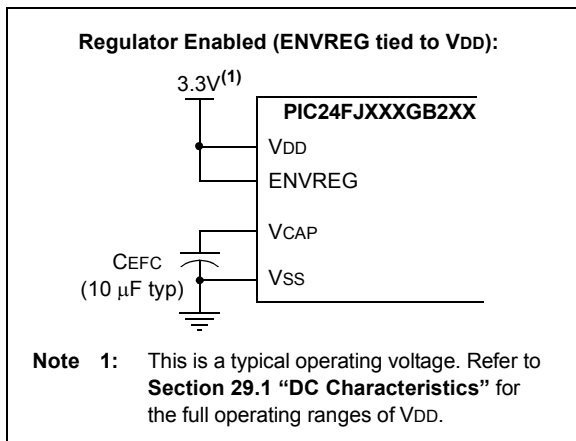 Regulator Enabled (ENVREG tied to VDD):
3.3V(1)
PIC24FJXXXGB2XX
VDD
ENVREG
VCAP
CEFC
(10 μF typ)
VSS
Note 1: This is a typical operating voltage. Refer to
Section 29.1 “DC Characteristics” for
the full operating ranges of VDD.